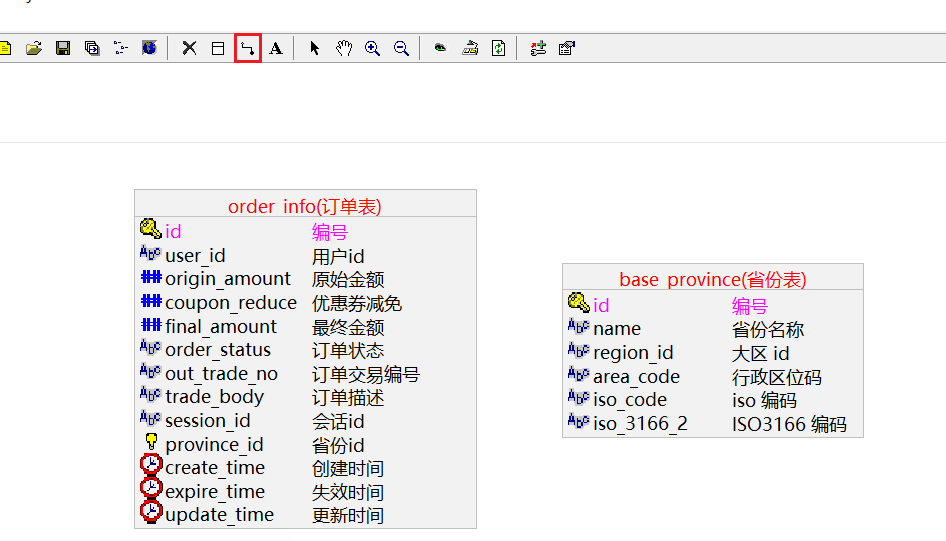 A
order_info(订单表)
id 编号
user_id 用户id
origin_amount 原始金额
coupon_reduce 优惠券减免
final_amount 最终金额
order_status 订单状态
out_trade_no 订单交易编号
trade_body 订单描述
session_id 会话id
province_id 省份id
create_time 创建时间
expire_time 失效时间
update_time 更新时间
base_province(省份表)
id 编号
name 省份名称
region_id 大区 id
area_code 行政区位码
iso_code iso 编码
iso_3166_2 ISO3166 编码